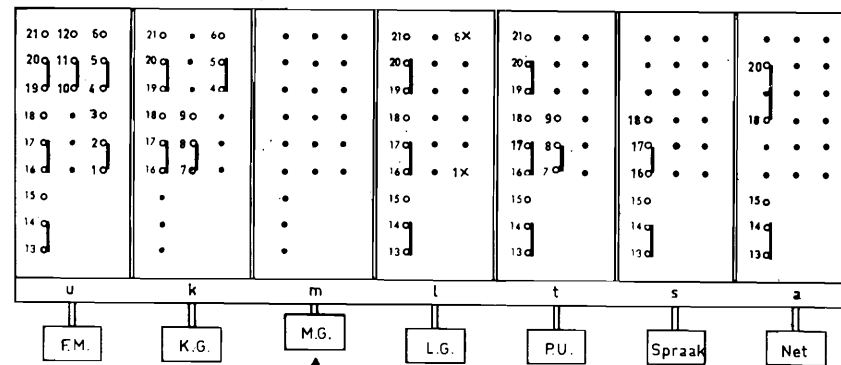 21 12 6 21 6 21 6× 21
20 11 5 20 5 20 20 20
19 10 4 19 4 19 19 18
18 3 18 9 18 18 9 18
17 2 17 8 17 17 8 17
16 1 16 7 16 1× 16 7 16
15 15 15 15 15
14 14 14 14 14
13 13 13 13 13
u k m l t s a
F.M. K.G. M.G. L.G. P.U. Spraak Net